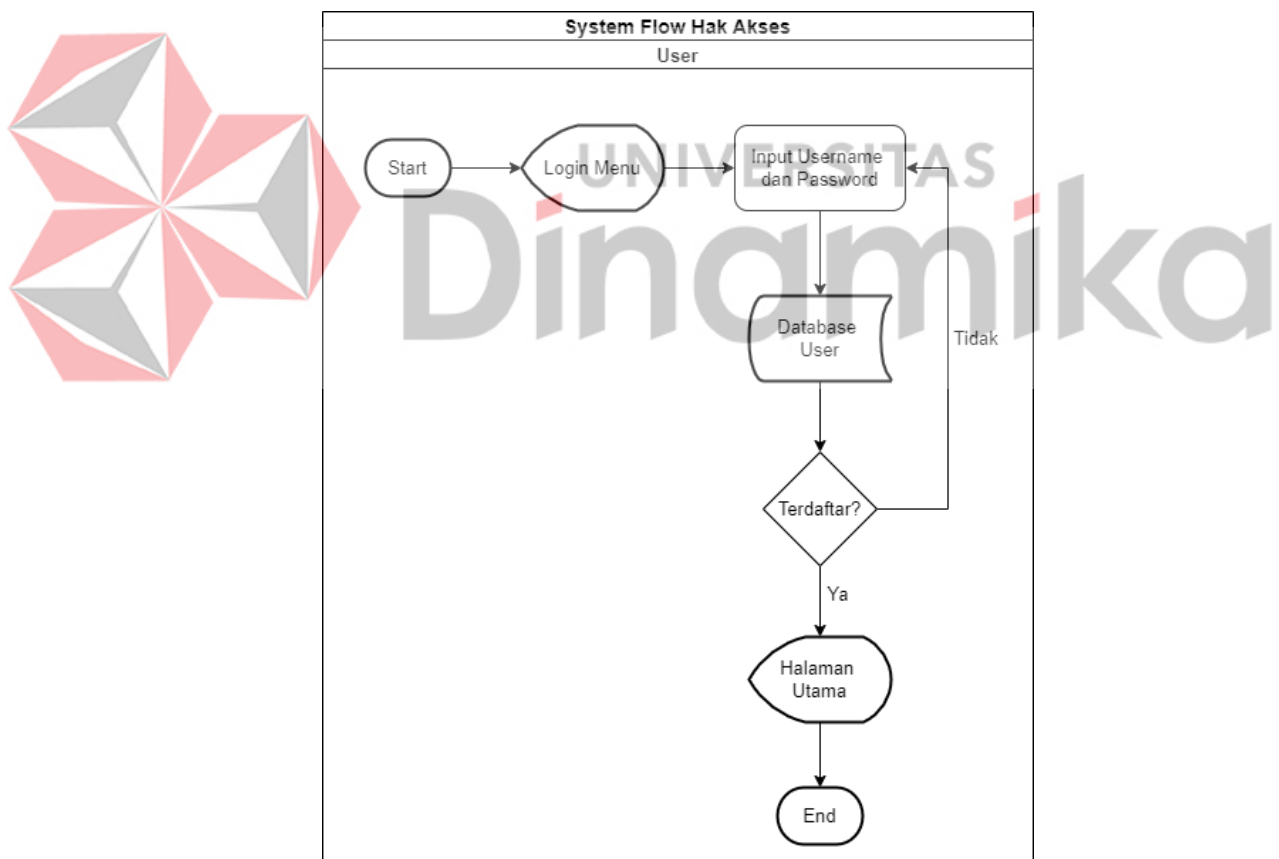 System Flow Hak Akses
User
Start
Login Menu
Input Username
dan Password
UNIVERSITAS
Dinamika
Database
User
Tidak
Terdaftar?
Ya
Halaman
Utama
End